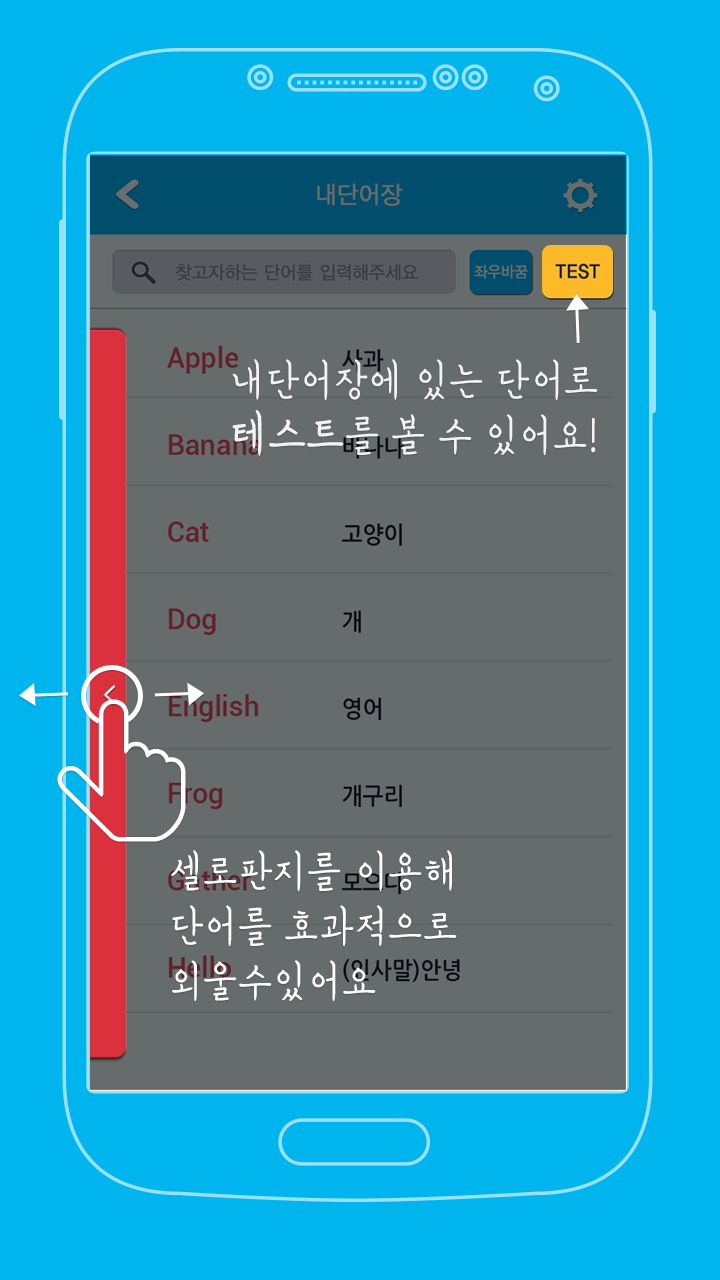 내단어장
찾고자하는 단어를 입력해주세요
좌우바꿈
TEST
Apple 사과
내단어장에 있는 단어로
테스트를 볼 수 있어요!
Banana 바나나
Cat 고양이
Dog 개
English 영어
Frog 개구리
셀로판지를 이용해
Gather 모으다
단어를 효과적으로
Hello (인사말)안녕
외울수있어요